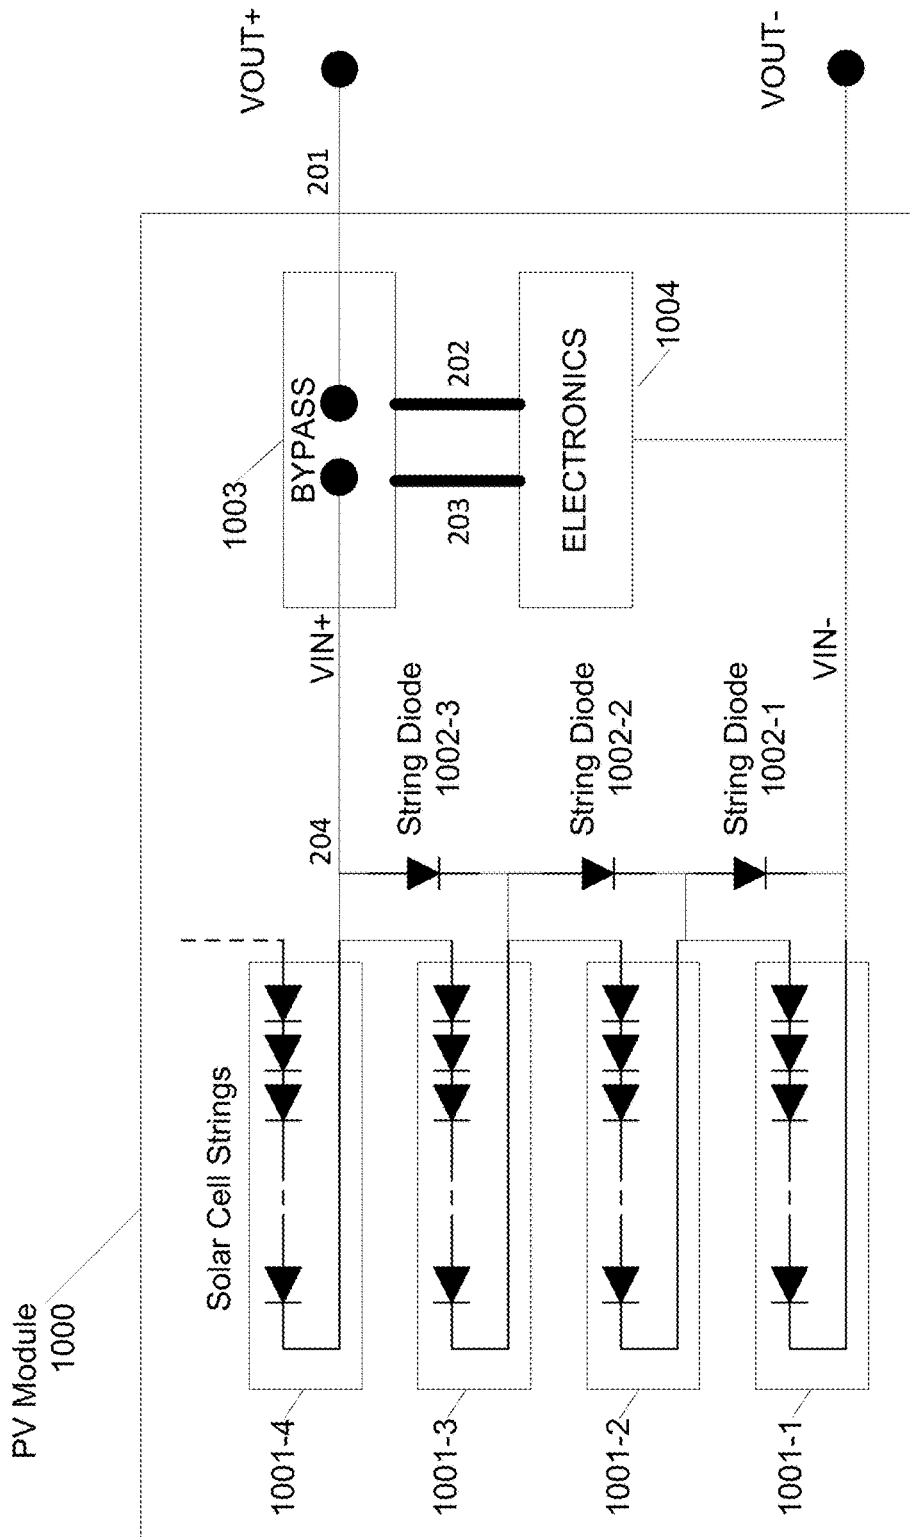 PV Module
1000
Solar Cell Strings
1001-4
1001-3
1001-2
1001-1
204
String Diode
1002-3
String Diode
1002-2
String Diode
1002-1
VIN+
VIN-
1003
BYPASS
203
202
ELECTRONICS
1004
201
VOUT+
VOUT-